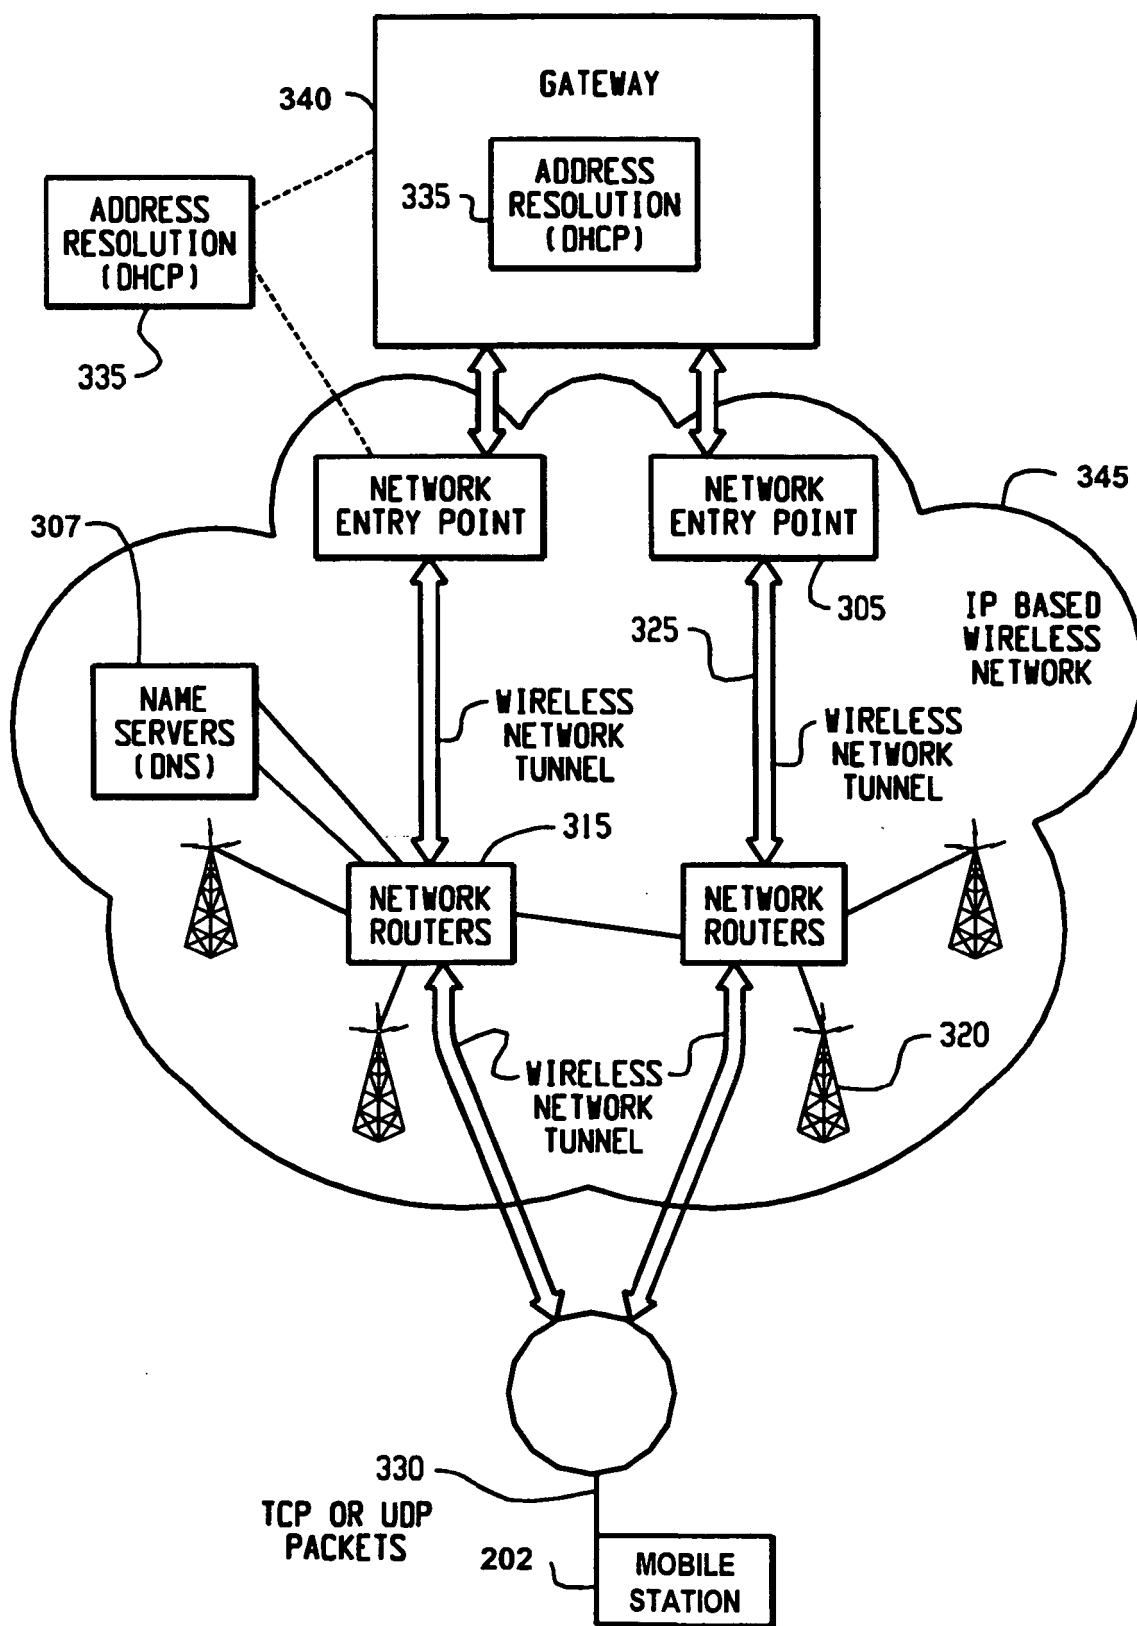 GATEWAY
340
ADDRESS
RESOLUTION
(DHCP)
335
ADDRESS
RESOLUTION
(DHCP)
335
NETWORK
ENTRY POINT
NETWORK
ENTRY POINT
345
307
305
IP BASED
WIRELESS
NETWORK
325
NAME
SERVERS
(DNS)
WIRELESS
NETWORK
TUNNEL
WIRELESS
NETWORK
TUNNEL
315
NETWORK
ROUTERS
NETWORK
ROUTERS
320
WIRELESS
NETWORK
TUNNEL
330
TCP OR UDP
PACKETS
202
MOBILE
STATION